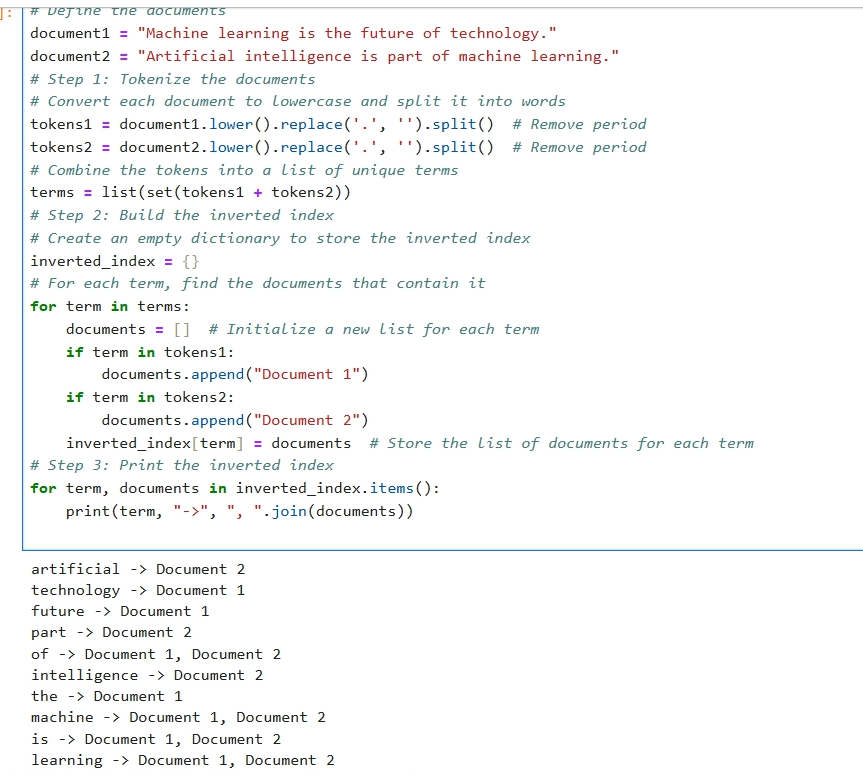 ]:
# Define the documents
document1 = "Machine learning is the future of technology."
document2 = "Artificial intelligence is part of machine learning."
# Step 1: Tokenize the documents
# Convert each document to lowercase and split it into words
tokens1 = document1.lower().replace('.', '').split()  # Remove period
tokens2 = document2.lower().replace('.', '').split()  # Remove period
# Combine the tokens into a list of unique terms
terms = list(set(tokens1 + tokens2))
# Step 2: Build the inverted index
# Create an empty dictionary to store the inverted index
inverted_index = {}
# For each term, find the documents that contain it
for term in terms:
    documents = []  # Initialize a new list for each term
    if term in tokens1:
        documents.append("Document 1")
    if term in tokens2:
        documents.append("Document 2")
    inverted_index[term] = documents  # Store the list of documents for each term
# Step 3: Print the inverted index
for term, documents in inverted_index.items():
    print(term, "->", ", ".join(documents))
artificial -> Document 2
technology -> Document 1
future -> Document 1
part -> Document 2
of -> Document 1, Document 2
intelligence -> Document 2
the -> Document 1
machine -> Document 1, Document 2
is -> Document 1, Document 2
learning -> Document 1, Document 2